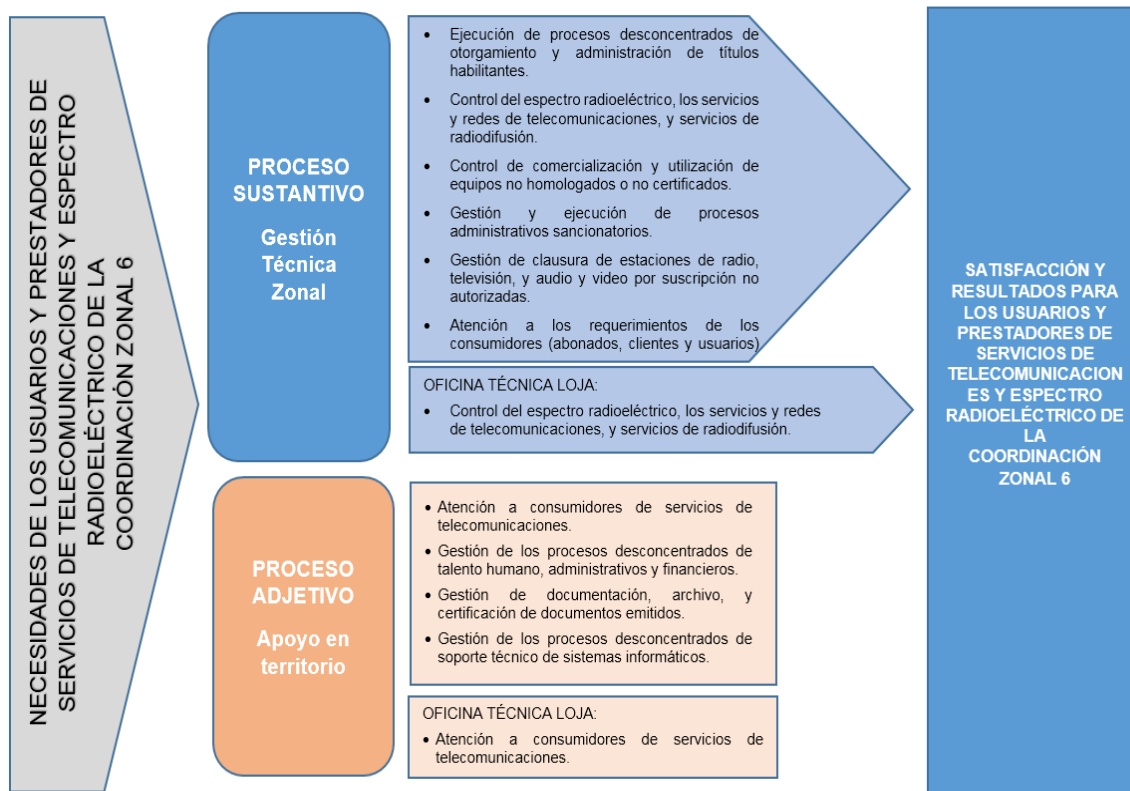 NECESIDADES DE LOS USUARIOS Y PRESTADORES DE
SERVICIOS DE TELECOMUNICACIONES Y ESPECTRO
RADIOELÉCTRICO DE LA
COORDINACIÓN ZONAL 6
PROCESO
SUSTANTIVO
Gestión
Técnica
Zonal
• Ejecución de procesos desconcentrados de
otorgamiento y administración de títulos
habilitantes.
• Control del espectro radioeléctrico, los servicios
y redes de telecomunicaciones, y servicios de
radiodifusión.
• Control de comercialización y utilización de
equipos no homologados o no certificados.
• Gestión y ejecución de procesos
administrativos sancionatorios.
• Gestión de clausura de estaciones de radio,
televisión, y audio y video por suscripción no
autorizadas.
• Atención a los requerimientos de los
consumidores (abonados, clientes y usuarios)
OFICINA TÉCNICA LOJA:
• Control del espectro radioeléctrico, los servicios y redes
de telecomunicaciones, y servicios de radiodifusión.
PROCESO
ADJETIVO
Apoyo en
territorio
• Atención a consumidores de servicios de
telecomunicaciones.
• Gestión de los procesos desconcentrados de
talento humano, administrativos y financieros.
• Gestión de documentación, archivo, y
certificación de documentos emitidos.
• Gestión de los procesos desconcentrados de
soporte técnico de sistemas informáticos.
OFICINA TÉCNICA LOJA:
• Atención a consumidores de servicios de
telecomunicaciones.
SATISFACCIÓN Y
RESULTADOS PARA
LOS USUARIOS Y
PRESTADORES DE
SERVICIOS DE
TELECOMUNICACION
ES Y ESPECTRO
RADIOELÉCTRICO DE
LA
COORDINACIÓN
ZONAL 6